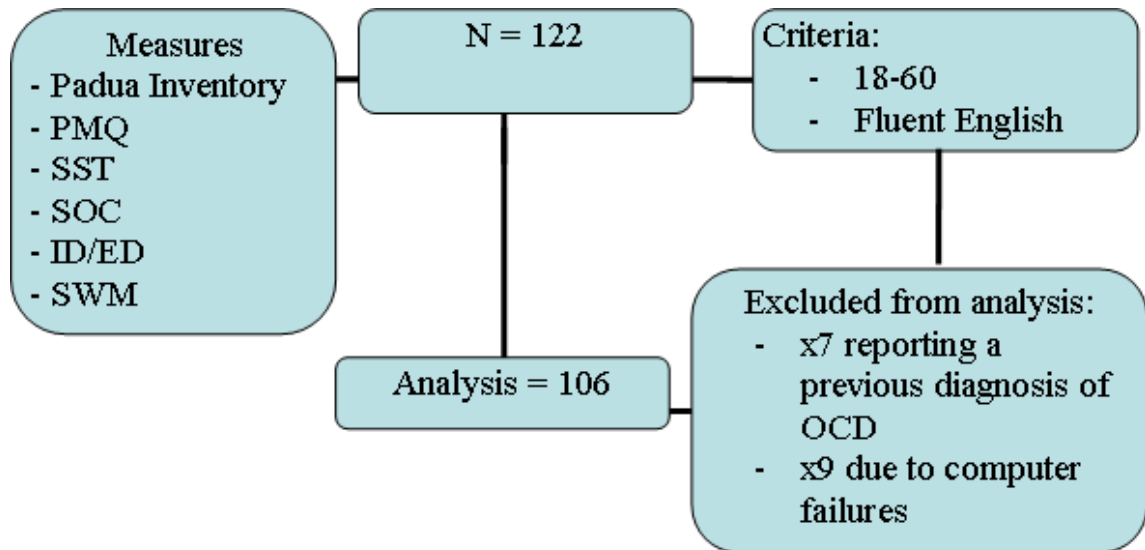 Measures
- Padua Inventory
- PMQ
- SST
- SOC
- ID/ED
- SWM
N = 122
Criteria:
- 18-60
- Fluent English
Analysis = 106
Excluded from analysis:
- x7 reporting a
previous diagnosis of
OCD
- x9 due to computer
failures